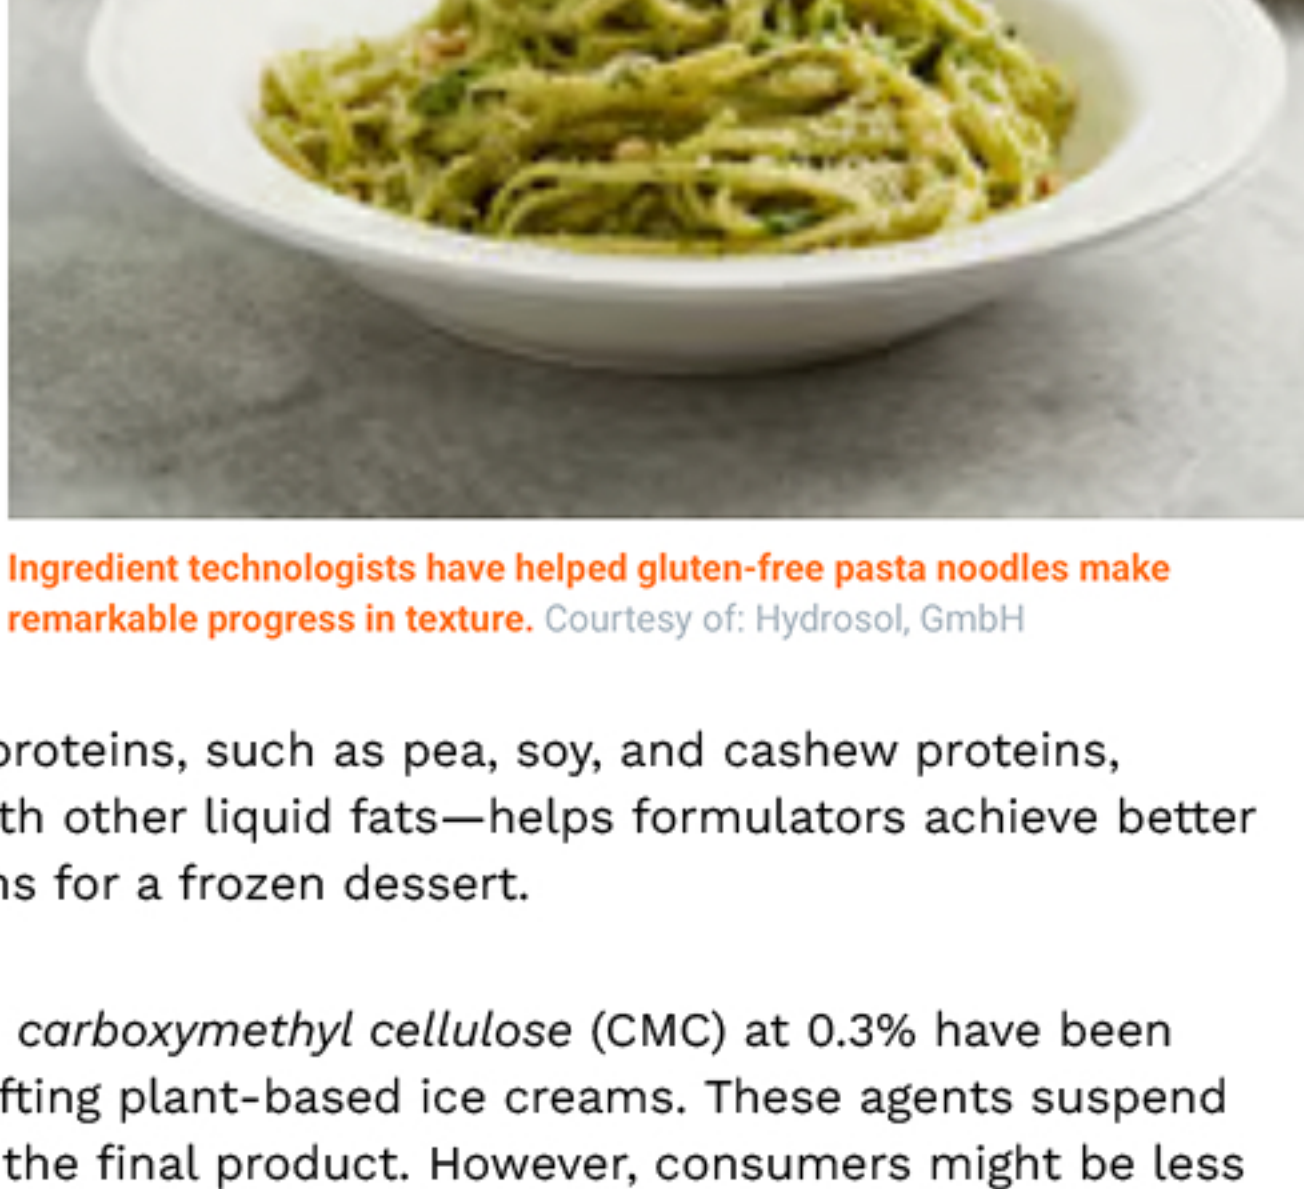 Ingredient technologists have helped gluten-free pasta noodles make
remarkable progress in texture. Courtesy of: Hydrosol, GmbH
proteins, such as pea, soy, and cashew proteins,
other liquid fats—helps formulators achieve better
for a frozen dessert.
carboxymethyl cellulose (CMC) at 0.3% have been
plant-based ice creams. These agents suspend
the final product. However, consumers might be less